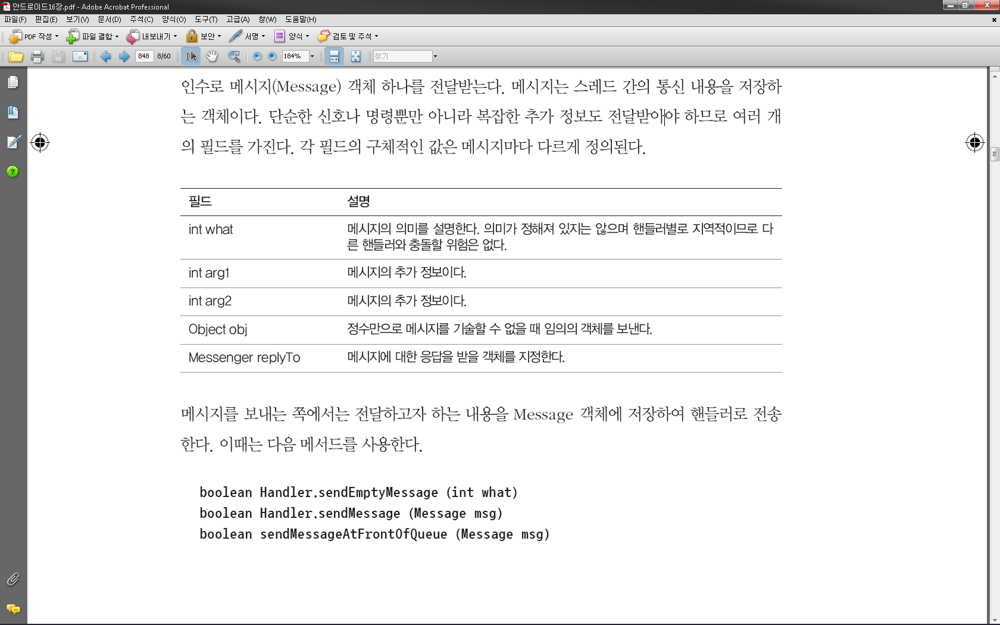 안드로이드16장.pdf - Adobe Acrobat Professional
파일(F) 편집(E) 보기(V) 문서(D) 주석(C) 양식(O) 도구(T) 고급(A) 창(W) 도움말(H)
PDF 작성 파일 결합 내보내기 보안 서명 양식 검토 및 주석
848 8/60 184% 찾기
인수로 메시지(Message) 객체 하나를 전달받는다. 메시지는 스레드 간의 통신 내용을 저장하
는 객체이다. 단순한 신호나 명령뿐만 아니라 복잡한 추가 정보도 전달받아야 하므로 여러 개
의 필드를 가진다. 각 필드의 구체적인 값은 메시지마다 다르게 정의된다.
필드 설명
int what 메시지의 의미를 설명한다. 의미가 정해져 있지는 않으며 핸들러별로 지역적이므로 다
른 핸들러와 충돌할 위험은 없다.
int arg1 메시지의 추가 정보이다.
int arg2 메시지의 추가 정보이다.
Object obj 정수만으로 메시지를 기술할 수 없을 때 임의의 객체를 보낸다.
Messenger replyTo 메시지에 대한 응답을 받을 객체를 지정한다.
메시지를 보내는 쪽에서는 전달하고자 하는 내용을 Message 객체에 저장하여 핸들러로 전송
한다. 이때는 다음 메서드를 사용한다.
boolean Handler.sendEmptyMessage (int what)
boolean Handler.sendMessage (Message msg)
boolean sendMessageAtFrontOfQueue (Message msg)